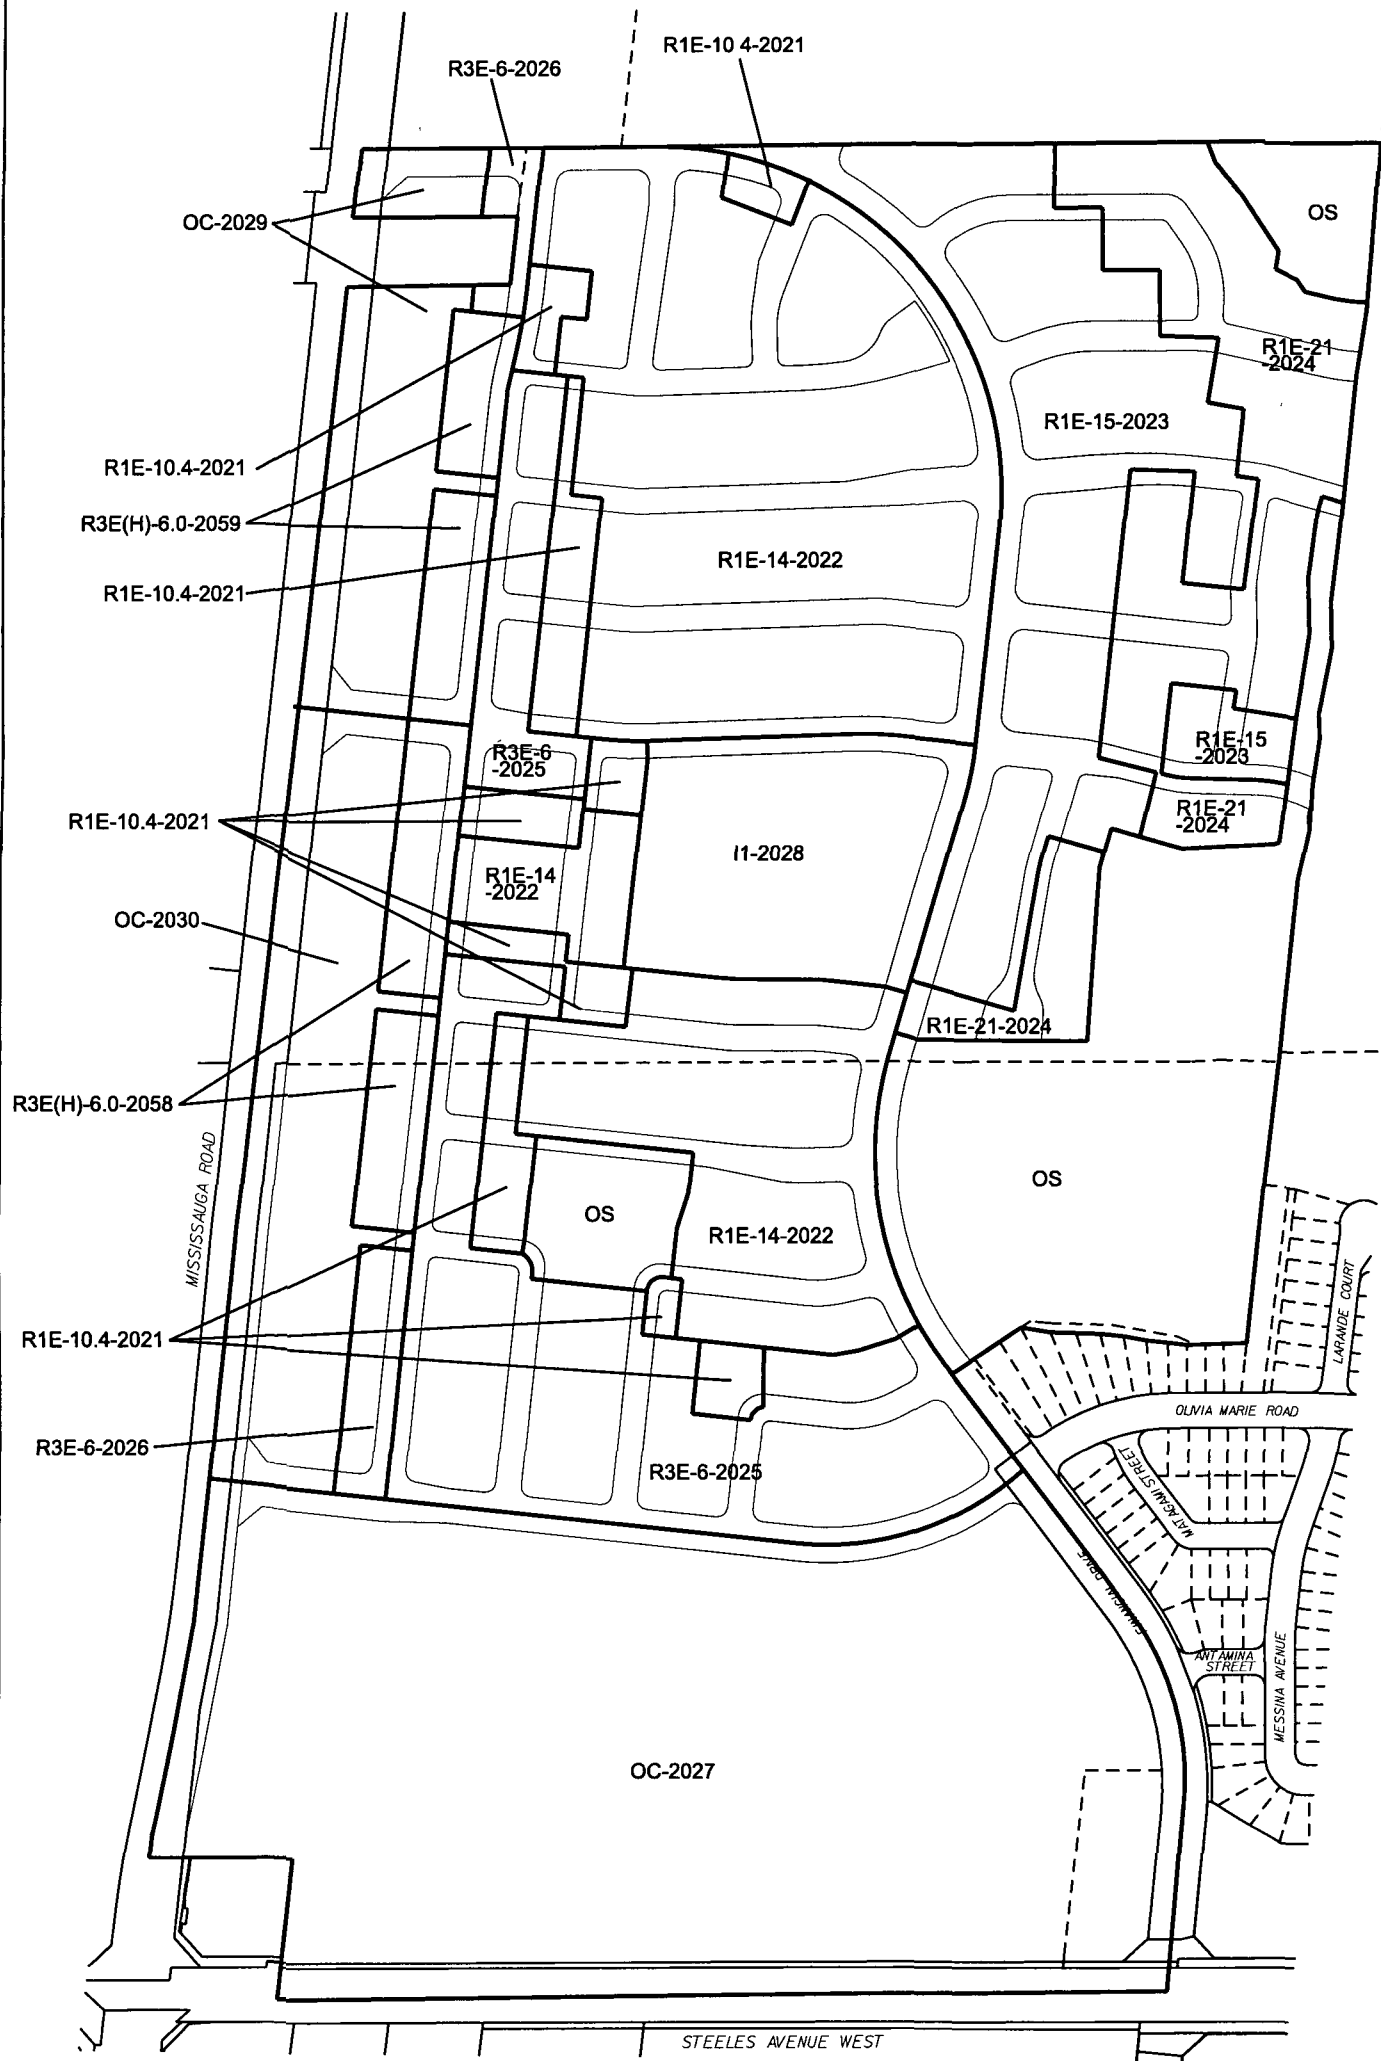 R1E-10 4-2021
R3E-6-2026
OS
OC-2029
R1E-21
-2024
R1E-15-2023
R1E-10.4-2021
R3E(H)-6.0-2059
R1E-14-2022
R1E-10.4-2021
R3E-6
-2025
R1E-15
-2023
R1E-10.4-2021
R1E-21
-2024
I1-2028
R1E-14
-2022
OC-2030
R1E-21-2024
R3E(H)-6.0-2058
MISSISSAUGA ROAD
OS
OS
R1E-14-2022
LARANDE COURT
R1E-10.4-2021
OLIVIA MARIE ROAD
R3E-6-2026
MATAGAMI STREET
R3E-6-2025
FINANCIAL DRIVE
ANTAMINA
STREET
MESSINA AVENUE
OC-2027
STEELES AVENUE WEST